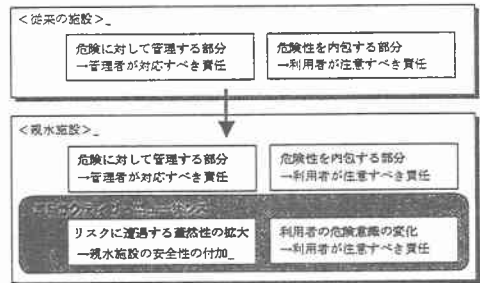 <従来の施設>_
危険に対して管理する部分
→管理者が対応すべき責任
危険性を内包する部分
→利用者が注意すべき責任
<親水施設>_
危険に対して管理する部分
→管理者が対応すべき責任
危険性を内包する部分
→利用者が注意すべき責任
リスクに遭遇する蓋然性の拡大
→親水施設の安全性の付加_
利用者の危険意識の変化
→利用者が注意すべき責任